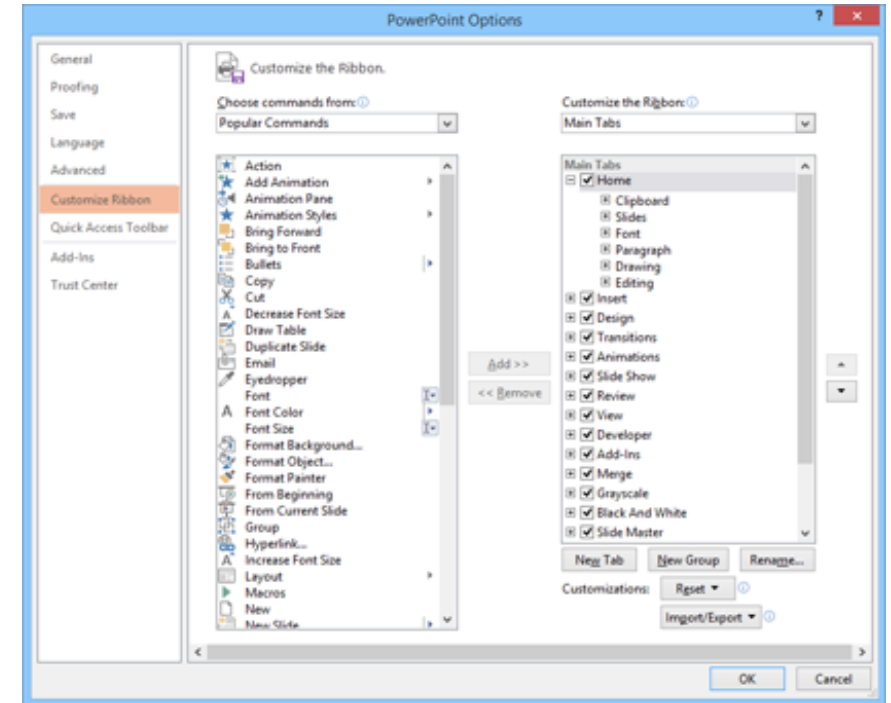 PowerPoint Options
?
General
Proofing
Save
Language
Advanced
Customize Ribbon
Quick Access Toolbar
Add-Ins
Trust Center
Customize the Ribbon.
Choose commands from:
Popular Commands
Action
Add Animation
Animation Pane
Animation Styles
Bring Forward
Bring to Front
Bullets
Copy
Cut
Decrease Font Size
Draw Table
Duplicate Slide
Email
Eyedropper
Font
Font Color
Font Size
Format Background...
Format Object...
Format Painter
From Beginning
From Current Slide
Group
Hyperlink...
Increase Font Size
Layout
Macros
New
New Slide
Add >>
<< Remove
Customize the Ribbon:
Main Tabs
Main Tabs
Home
Clipboard
Slides
Font
Paragraph
Drawing
Editing
Insert
Design
Transitions
Animations
Slide Show
Review
View
Developer
Add-Ins
Merge
Grayscale
Black And White
Slide Master
New Tab
New Group
Rename...
Customizations:
Reset
Import/Export
OK
Cancel